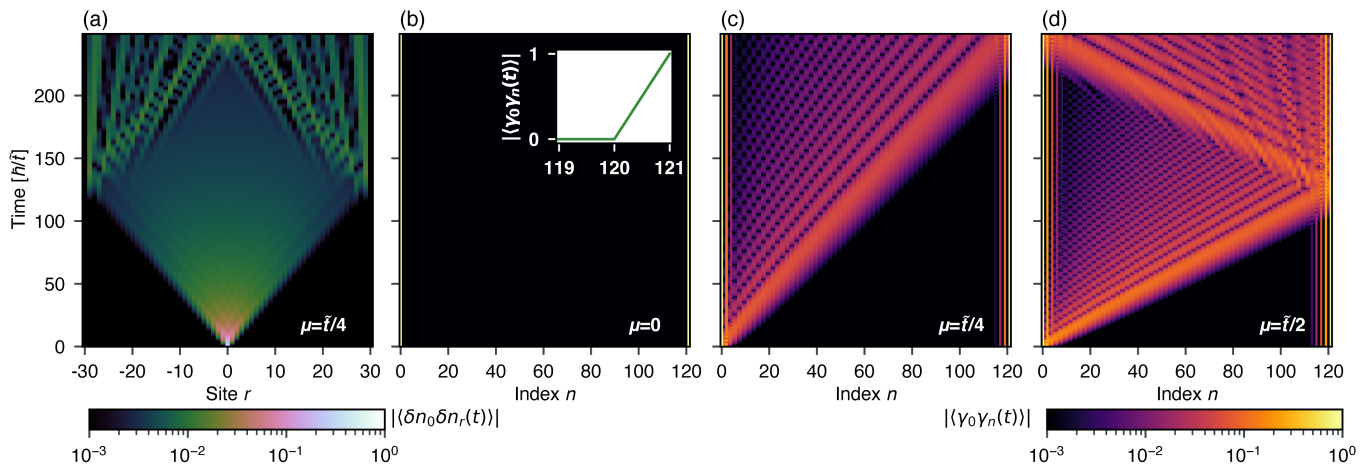 (a) (b) (c) (d)
Time [ħ/t̃]
200
150
100
50
0
μ=t̃/4
-30 -20 -10 0 10 20 30
Site r
|⟨γ₀γₙ(t)⟩|
1
0
119 120 121
μ=0
0 20 40 60 80 100 120
Index n
μ=t̃/4
0 20 40 60 80 100 120
Index n
μ=t̃/2
0 20 40 60 80 100 120
Index n
|⟨δn₀δnᵣ(t)⟩|
10⁻³ 10⁻² 10⁻¹ 10⁰
|⟨γ₀γₙ(t)⟩|
10⁻³ 10⁻² 10⁻¹ 10⁰